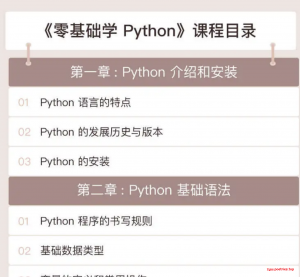 《零基础学 Python》课程目录
第一章：Python 介绍和安装
01 Python 语言的特点
02 Python 的发展历史与版本
03 Python 的安装
第二章：Python 基础语法
01 Python 程序的书写规则
02 基础数据类型